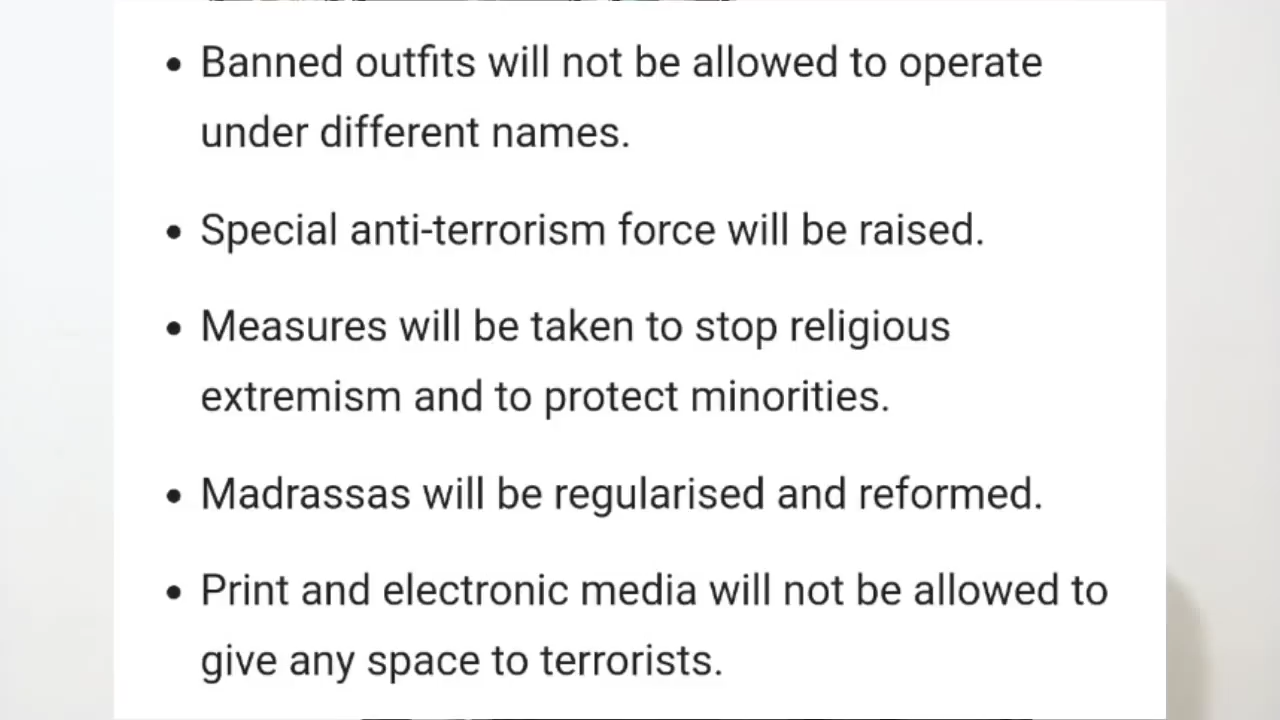 • Banned outfits will not be allowed to operate
under different names.
• Special anti-terrorism force will be raised.
• Measures will be taken to stop religious
extremism and to protect minorities.
• Madrassas will be regularised and reformed.
• Print and electronic media will not be allowed to
give any space to terrorists.